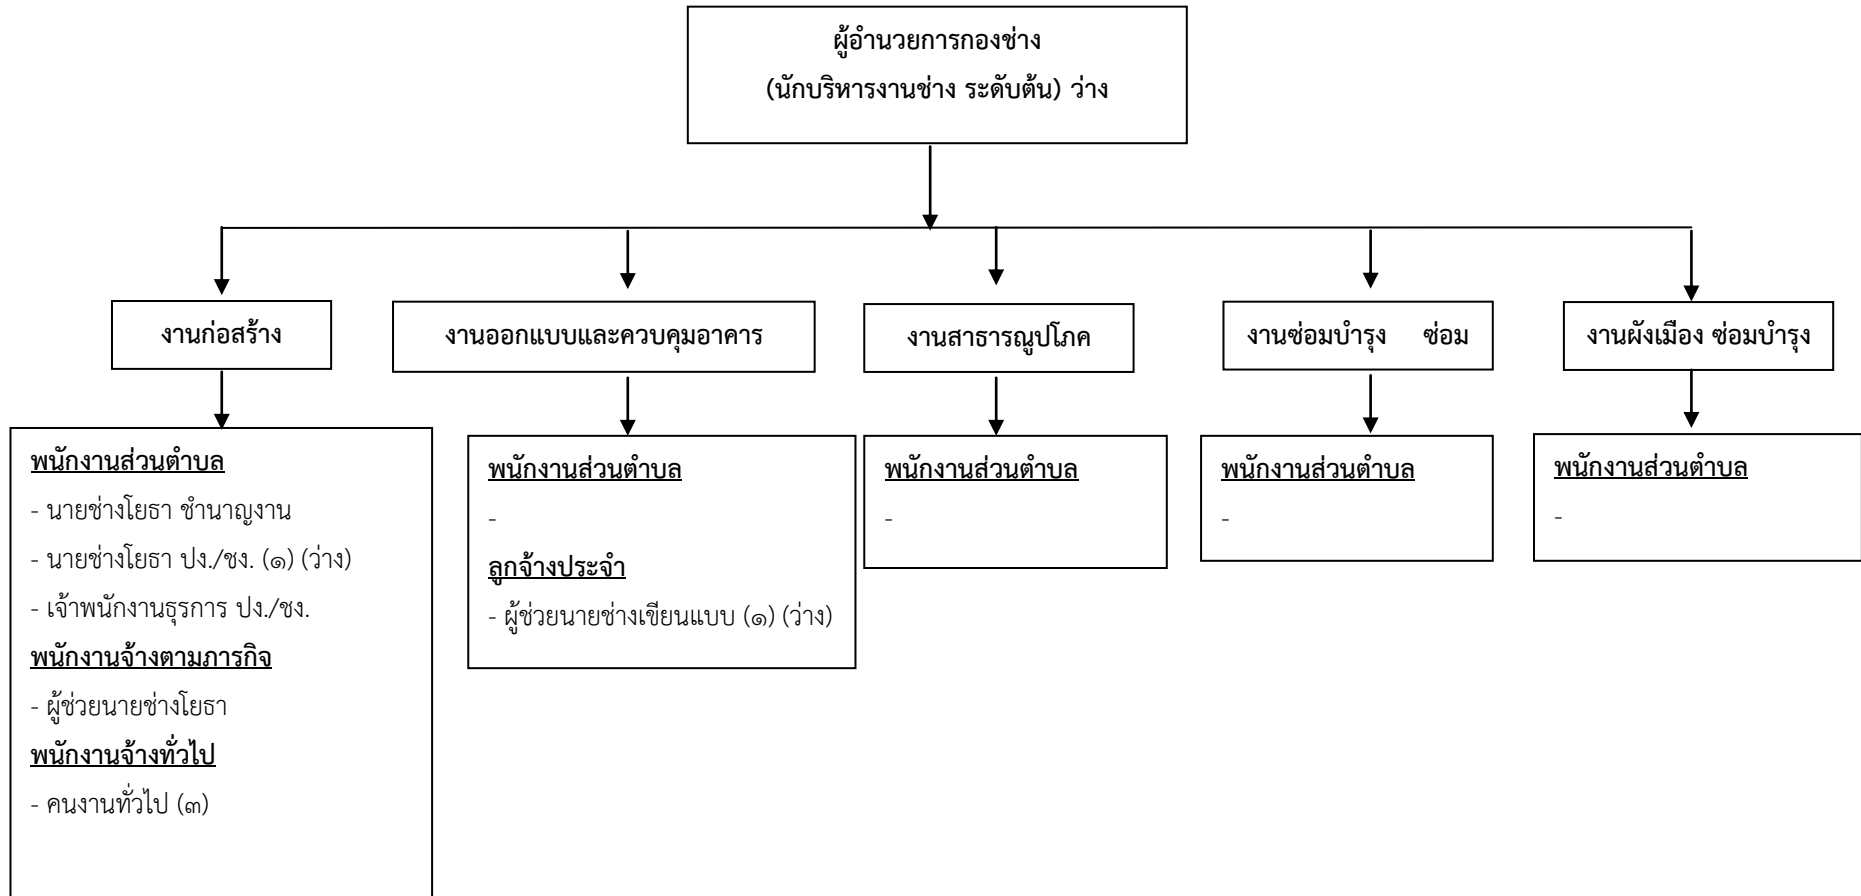 ผู้อำนวยการกองช่าง
(นักบริหารงานช่าง ระดับต้น) ว่าง
งานก่อสร้าง
งานออกแบบและควบคุมอาคาร
งานสาธารณูปโภค
งานซ่อมบำรุง ซ่อม
งานผังเมือง ซ่อมบำรุง
พนักงานส่วนตำบล
- นายช่างโยธา ชำนาญงาน
- นายช่างโยธา ปง./ชง. (๑) (ว่าง)
- เจ้าพนักงานธุรการ ปง./ชง.
พนักงานจ้างตามภารกิจ
- ผู้ช่วยนายช่างโยธา
พนักงานจ้างทั่วไป
- คนงานทั่วไป (๓)
พนักงานส่วนตำบล
-
ลูกจ้างประจำ
- ผู้ช่วยนายช่างเขียนแบบ (๑) (ว่าง)
พนักงานส่วนตำบล
-
พนักงานส่วนตำบล
-
พนักงานส่วนตำบล
-